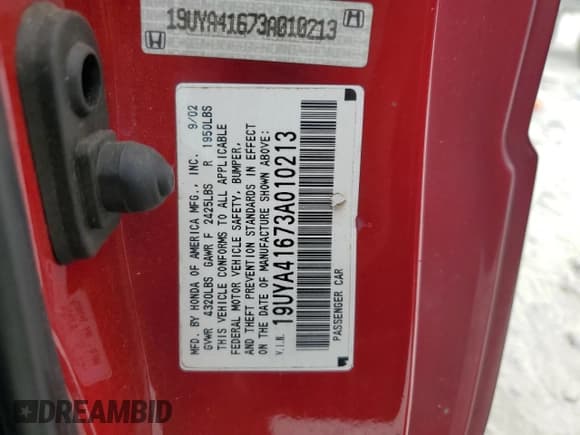 19UYA41673A010213
MFD. BY HONDA OF AMERICA MFG., INC. 9/02
GVWR 4320LBS GAWR F 2425LBS R 1950LBS
THIS VEHICLE CONFORMS TO ALL APPLICABLE
FEDERAL MOTOR VEHICLE SAFETY, BUMPER,
AND THEFT PREVENTION STANDARDS IN EFFECT
ON THE DATE OF MANUFACTURE SHOWN ABOVE:
V.I.N. 19UYA41673A010213
PASSENGER CAR
DREAMBID